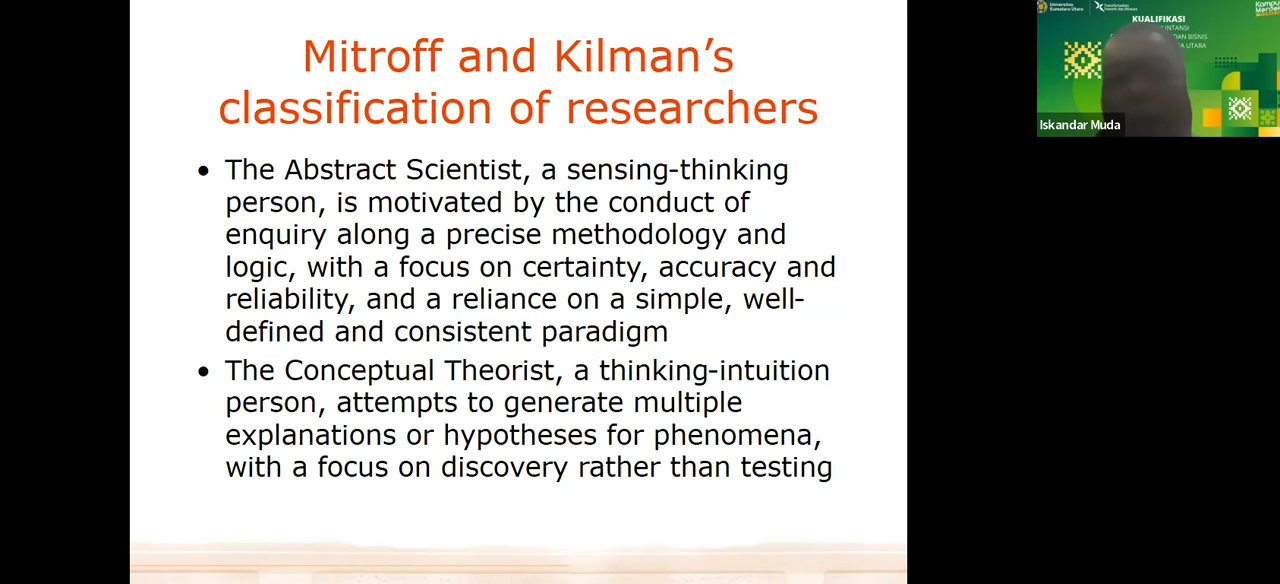 Mitroff and Kilman’s
classification of researchers
• The Abstract Scientist, a sensing-thinking
person, is motivated by the conduct of
enquiry along a precise methodology and
logic, with a focus on certainty, accuracy and
reliability, and a reliance on a simple, well-
defined and consistent paradigm
• The Conceptual Theorist, a thinking-intuition
person, attempts to generate multiple
explanations or hypotheses for phenomena,
with a focus on discovery rather than testing
KUALIFIKASI
DAN BISNIS
UTARA
Iskandar Muda